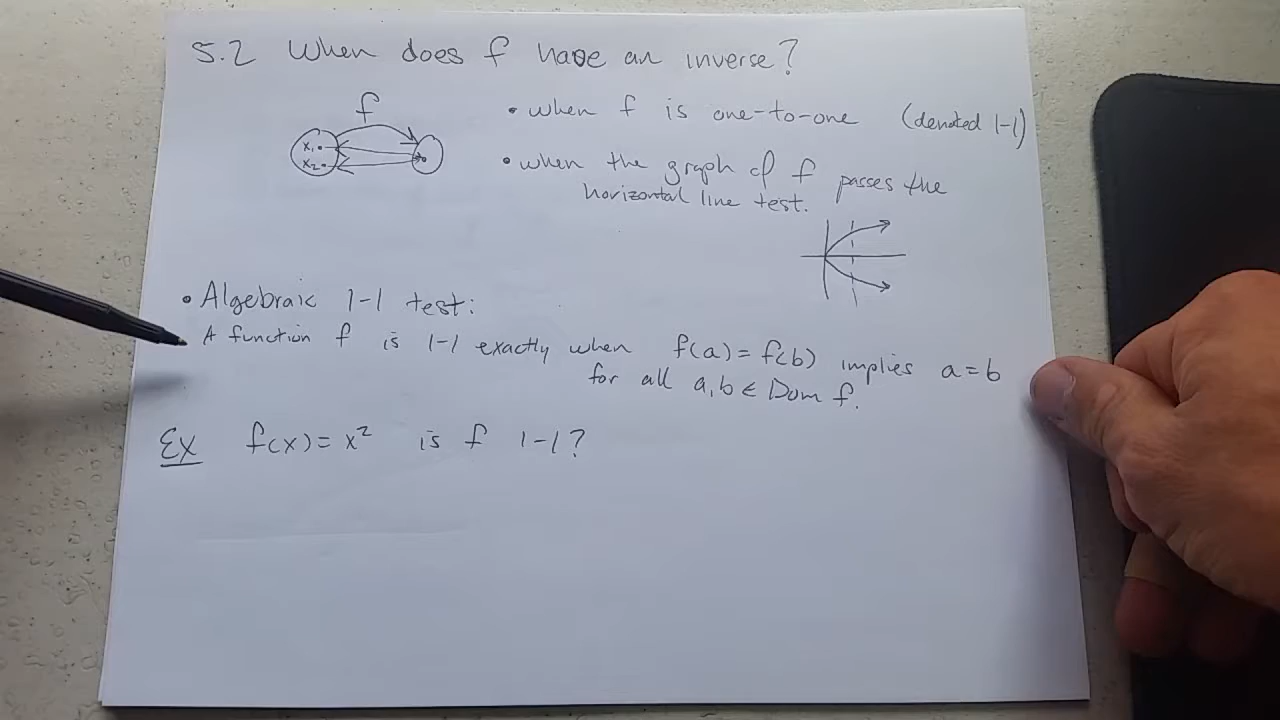 5.2 When does f have an inverse?
f
x₁
x₂
• when f is one-to-one (denoted 1-1)
• when the graph of f passes the
horizontal line test.
• Algebraic 1-1 test:
A function f is 1-1 exactly when f(a)=f(b) implies a=b
for all a,b ∈ Dom f.
Ex f(x)=x² is f 1-1?